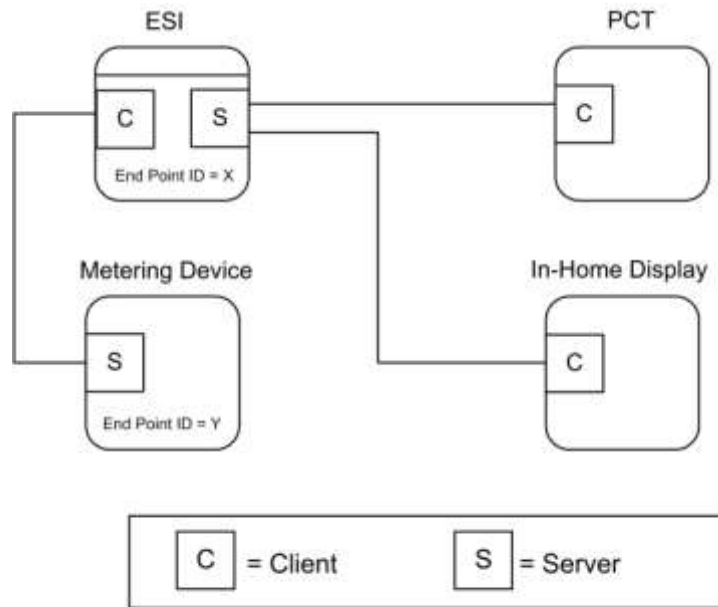 ESI
PCT
C
S
C
End Point ID = X
Metering Device
In-Home Display
S
C
End Point ID = Y
C = Client
S = Server